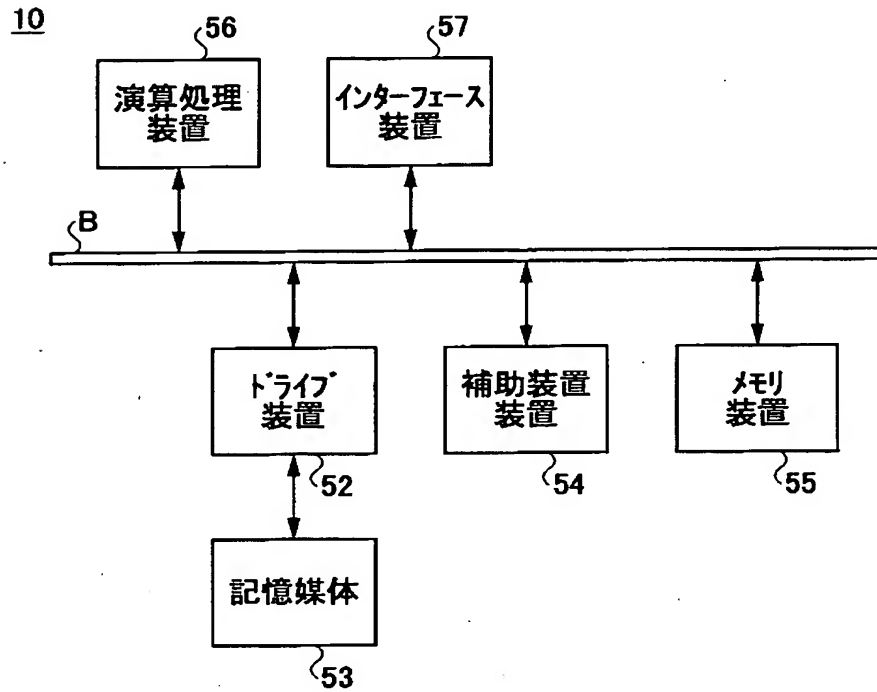 10
56
57
演算処理
装置
インターフェース
装置
B
ドライブ
装置
補助装置
装置
メモリ
装置
52
54
55
記憶媒体
53